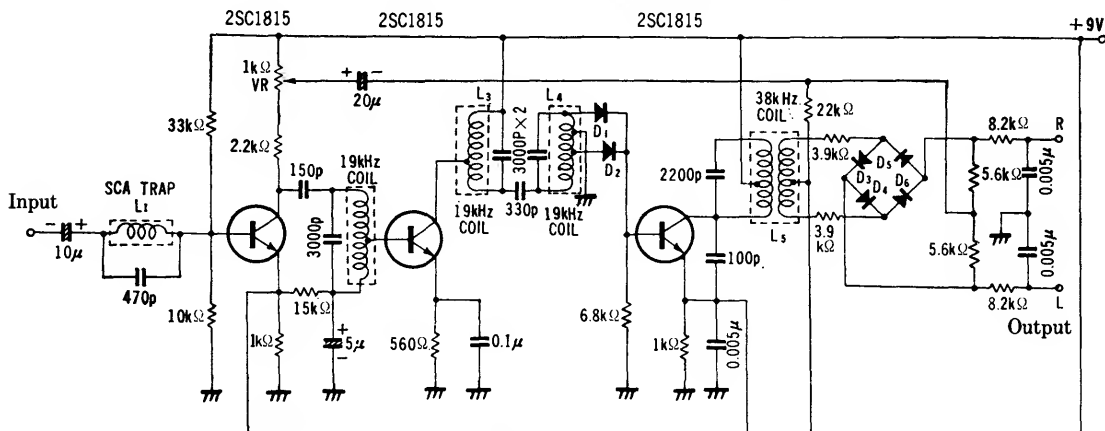 2SC1815
2SC1815
2SC1815
+9V
1kΩ
VR
+ -
20μ
33kΩ
2.2kΩ
150p
19kHz
COIL
3000p
SCA TRAP
L1
Input
- +
10μ
470p
10kΩ
15kΩ
1kΩ
+
5μ
-
L3
L4
3000P×2
330p
19kHz
COIL
19kHz
COIL
D
D2
560Ω
0.1μ
6.8kΩ
2200p
38kHz
COIL
L5
22kΩ
3.9kΩ
3.9
kΩ
100p
1kΩ
0.005μ
D5
D3
D4
D6
8.2kΩ
R
5.6kΩ
0.005μ
5.6kΩ
0.005μ
8.2kΩ
L
Output